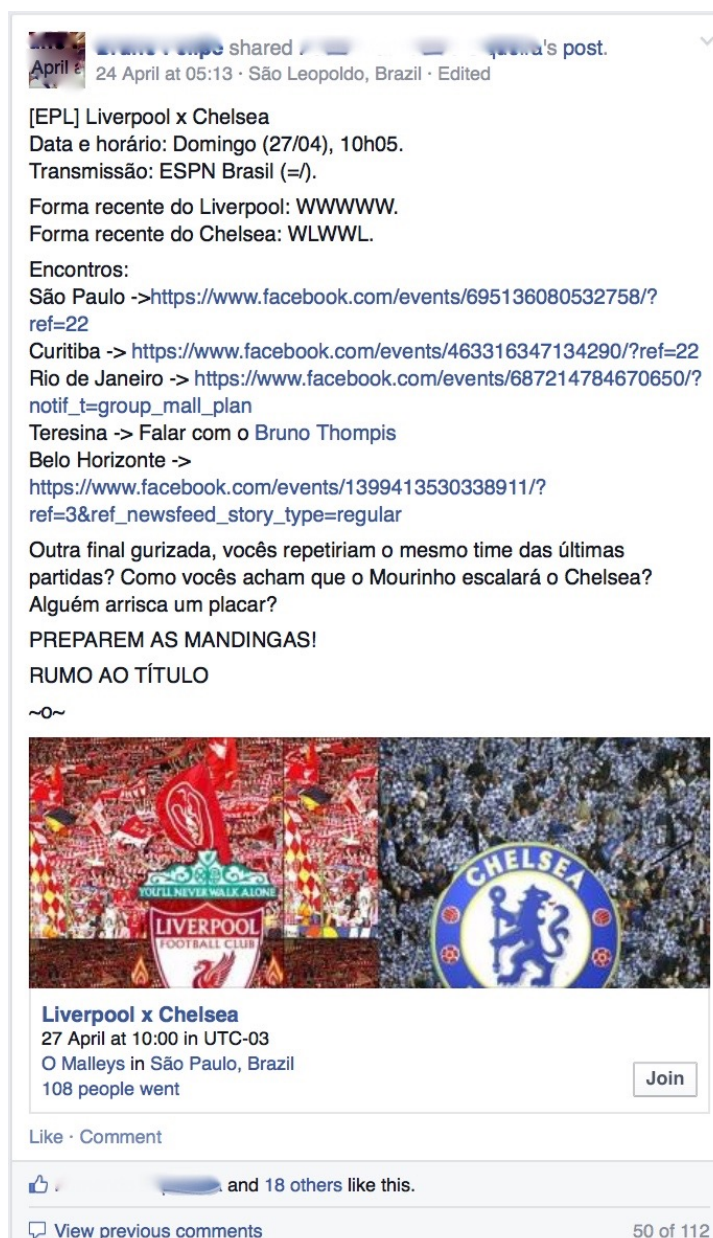 April
shared 's post.
24 April at 05:13 · São Leopoldo, Brazil · Edited
[EPL] Liverpool x Chelsea
Data e horário: Domingo (27/04), 10h05.
Transmissão: ESPN Brasil (=/).
Forma recente do Liverpool: WWWWW.
Forma recente do Chelsea: WLWWL.
Encontros:
São Paulo ->https://www.facebook.com/events/695136080532758/?
ref=22
Curitiba -> https://www.facebook.com/events/463316347134290/?ref=22
Rio de Janeiro -> https://www.facebook.com/events/687214784670650/?
notif_t=group_mall_plan
Teresina -> Falar com o Bruno Thompis
Belo Horizonte ->
https://www.facebook.com/events/1399413530338911/?
ref=3&ref_newsfeed_story_type=regular
Outra final gurizada, vocês repetiriam o mesmo time das últimas
partidas? Como vocês acham que o Mourinho escalará o Chelsea?
Alguém arrisca um placar?
PREPAREM AS MANDINGAS!
RUMO AO TÍTULO
~o~
YOU'LL NEVER WALK ALONE
LIVERPOOL
FOOTBALL CLUB
CHELSEA
Liverpool x Chelsea
27 April at 10:00 in UTC-03
O Malleys in São Paulo, Brazil
108 people went
Join
Like · Comment
and 18 others like this.
View previous comments 50 of 112